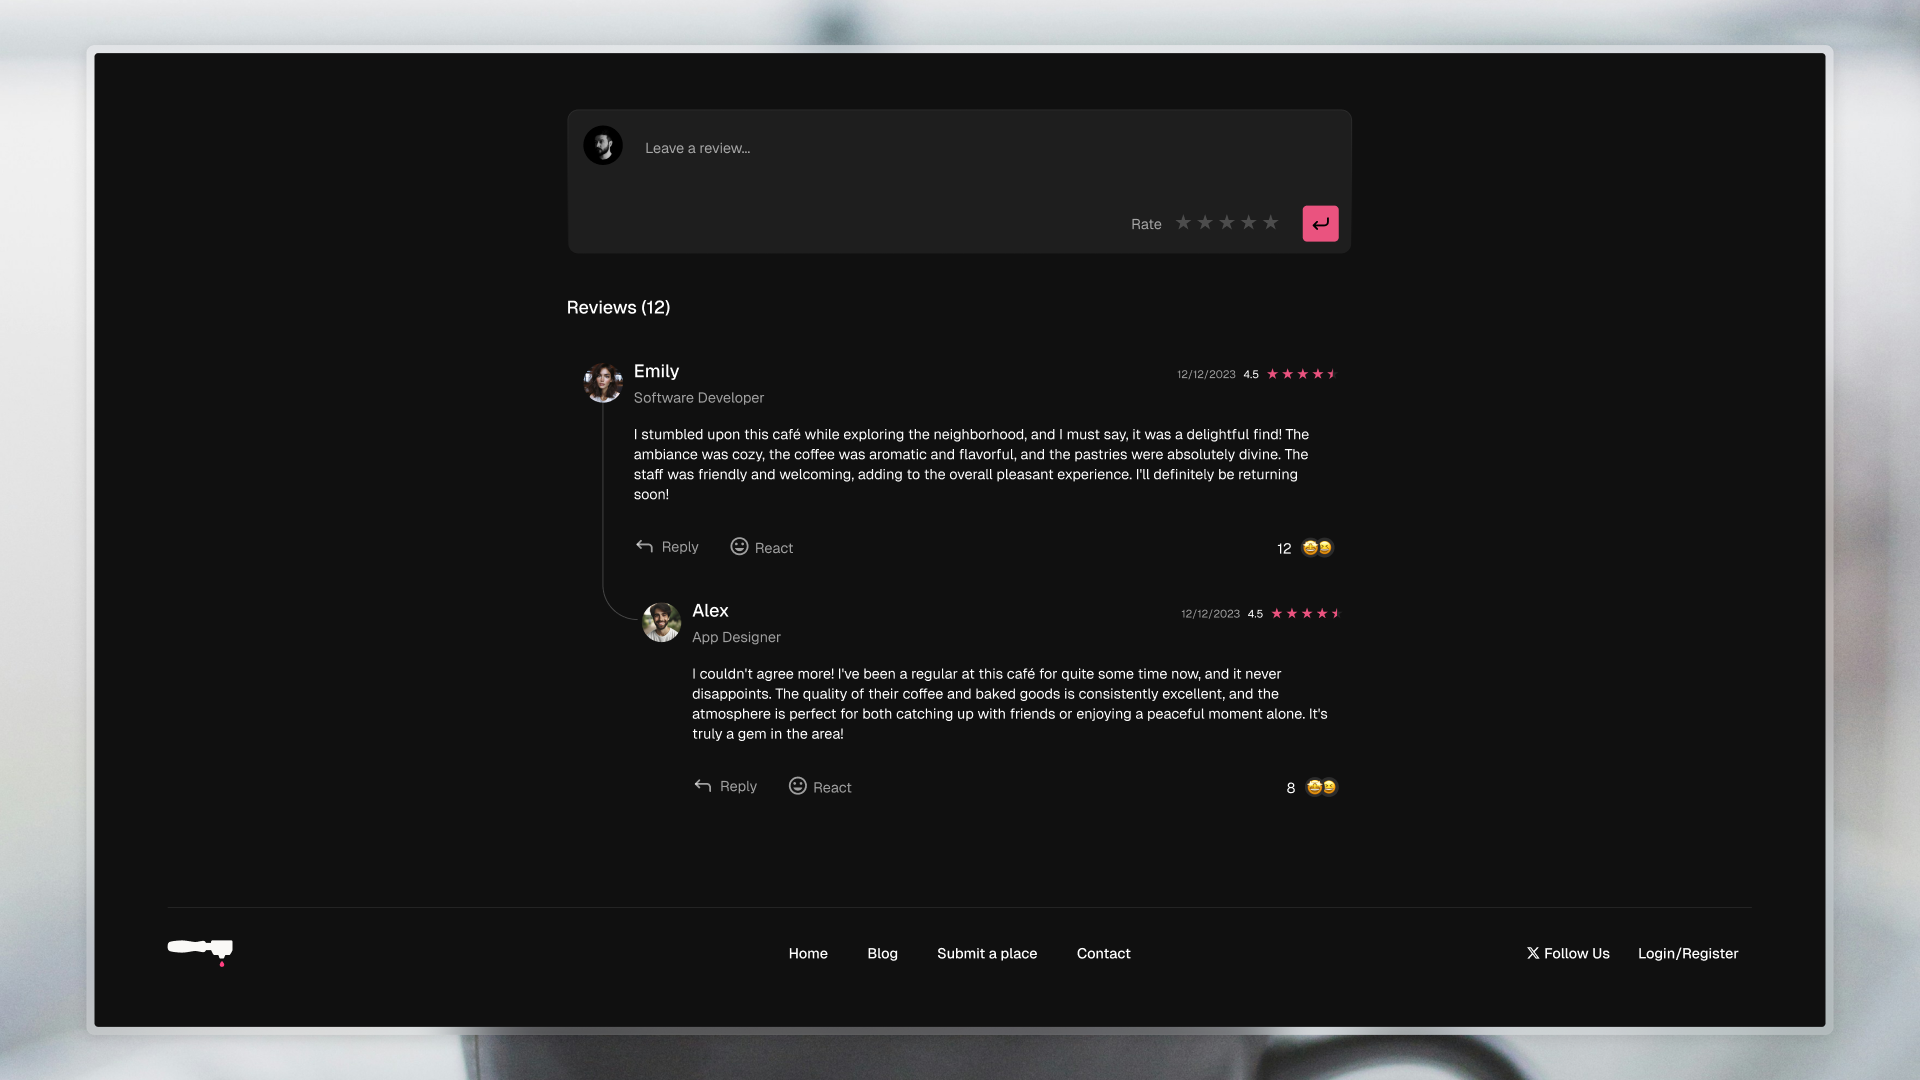 Leave a review...
Rate
Reviews (12)
Emily
12/12/2023 4.5
Software Developer
I stumbled upon this café while exploring the neighborhood, and I must say, it was a delightful find! The
ambiance was cozy, the coffee was aromatic and flavorful, and the pastries were absolutely divine. The
staff was friendly and welcoming, adding to the overall pleasant experience. I'll definitely be returning
soon!
Reply
React
12
Alex
12/12/2023 4.5
App Designer
I couldn't agree more! I've been a regular at this café for quite some time now, and it never
disappoints. The quality of their coffee and baked goods is consistently excellent, and the
atmosphere is perfect for both catching up with friends or enjoying a peaceful moment alone. It's
truly a gem in the area!
Reply
React
8
Home
Blog
Submit a place
Contact
Follow Us
Login/Register